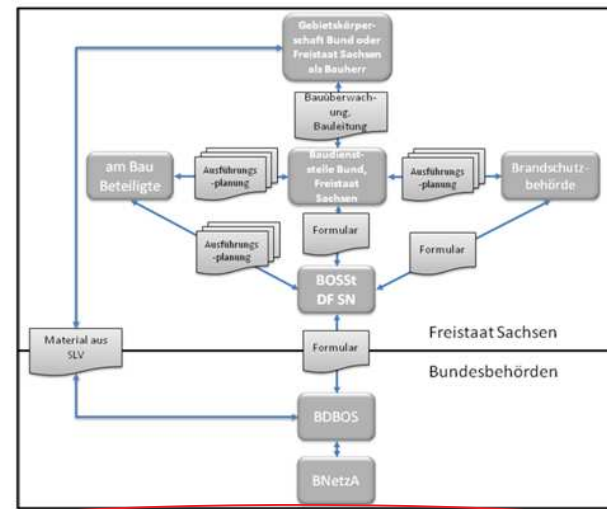 Gebietskörper-
schaft Bund oder
Freistaat Sachsen
als Bauherr
Bauüberwach-
ung,
Bauleitung
am Bau
Beteiligte
Ausführungs
-planung
Baudienst-
stelle Bund,
Freistaat
Sachsen
Ausführungs
-planung
Brandschutz-
behörde
Ausführungs
-planung
Formular
Formular
BOSSt
DF SN
Material aus
SLV
Formular
Freistaat Sachsen
Bundesbehörden
BDBOS
BNetzA